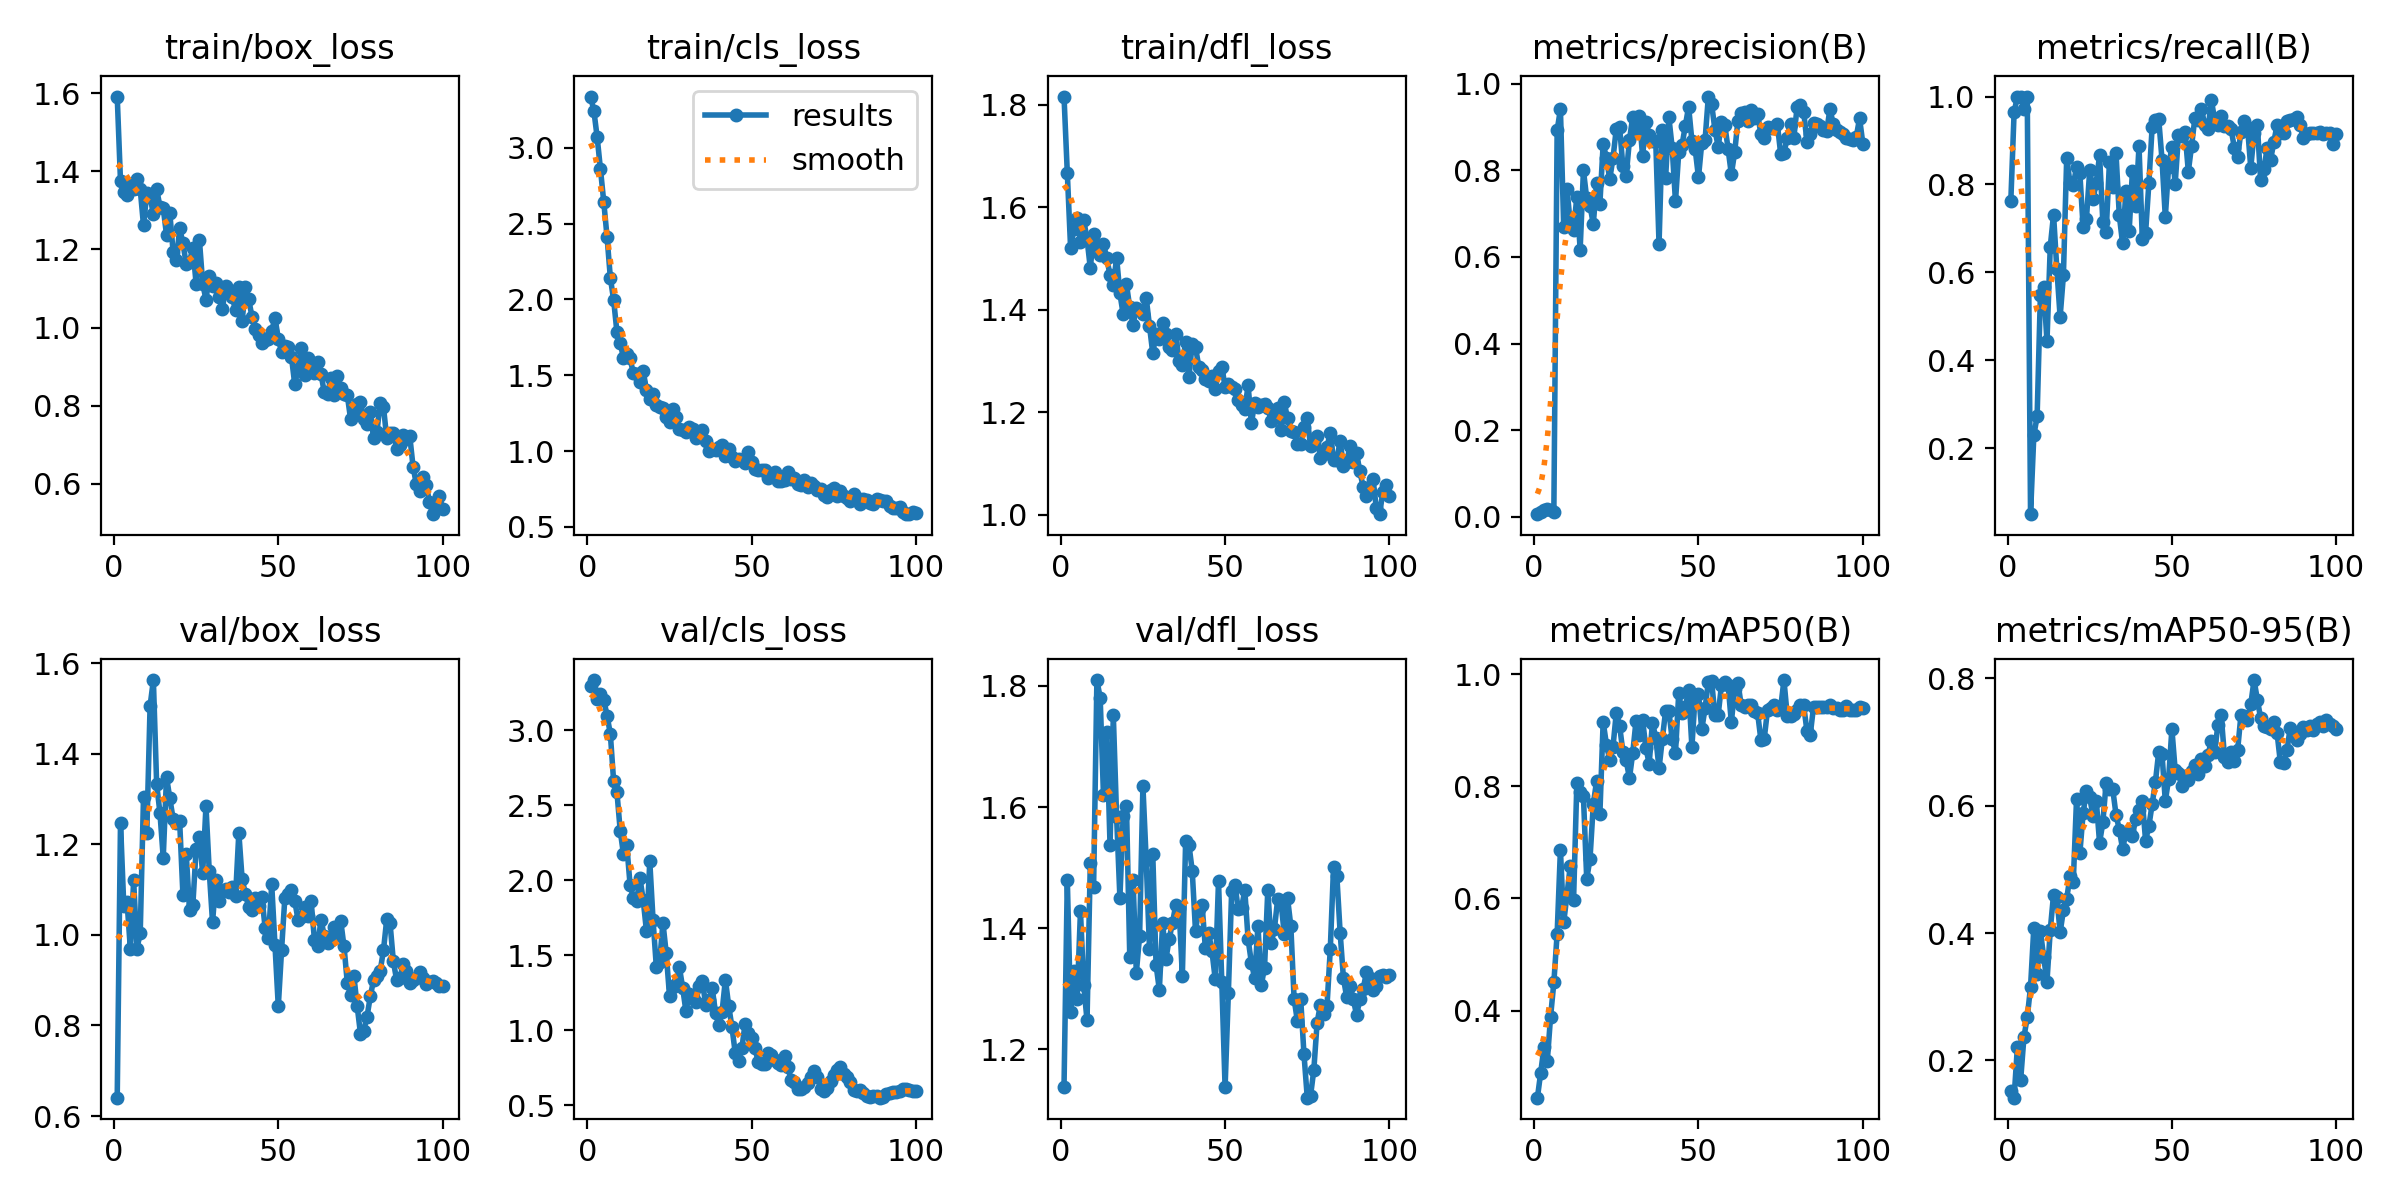 train/box_loss
1.6
1.4
1.2
1.0
0.8
0.6
0 50 100
train/cls_loss
results
smooth
3.0
2.5
2.0
1.5
1.0
0.5
0 50 100
train/dfl_loss
1.8
1.6
1.4
1.2
1.0
0 50 100
metrics/precision(B)
1.0
0.8
0.6
0.4
0.2
0.0
0 50 100
metrics/recall(B)
1.0
0.8
0.6
0.4
0.2
0 50 100
val/box_loss
1.6
1.4
1.2
1.0
0.8
0.6
0 50 100
val/cls_loss
3.0
2.5
2.0
1.5
1.0
0.5
0 50 100
val/dfl_loss
1.8
1.6
1.4
1.2
0 50 100
metrics/mAP50(B)
1.0
0.8
0.6
0.4
0 50 100
metrics/mAP50-95(B)
0.8
0.6
0.4
0.2
0 50 100